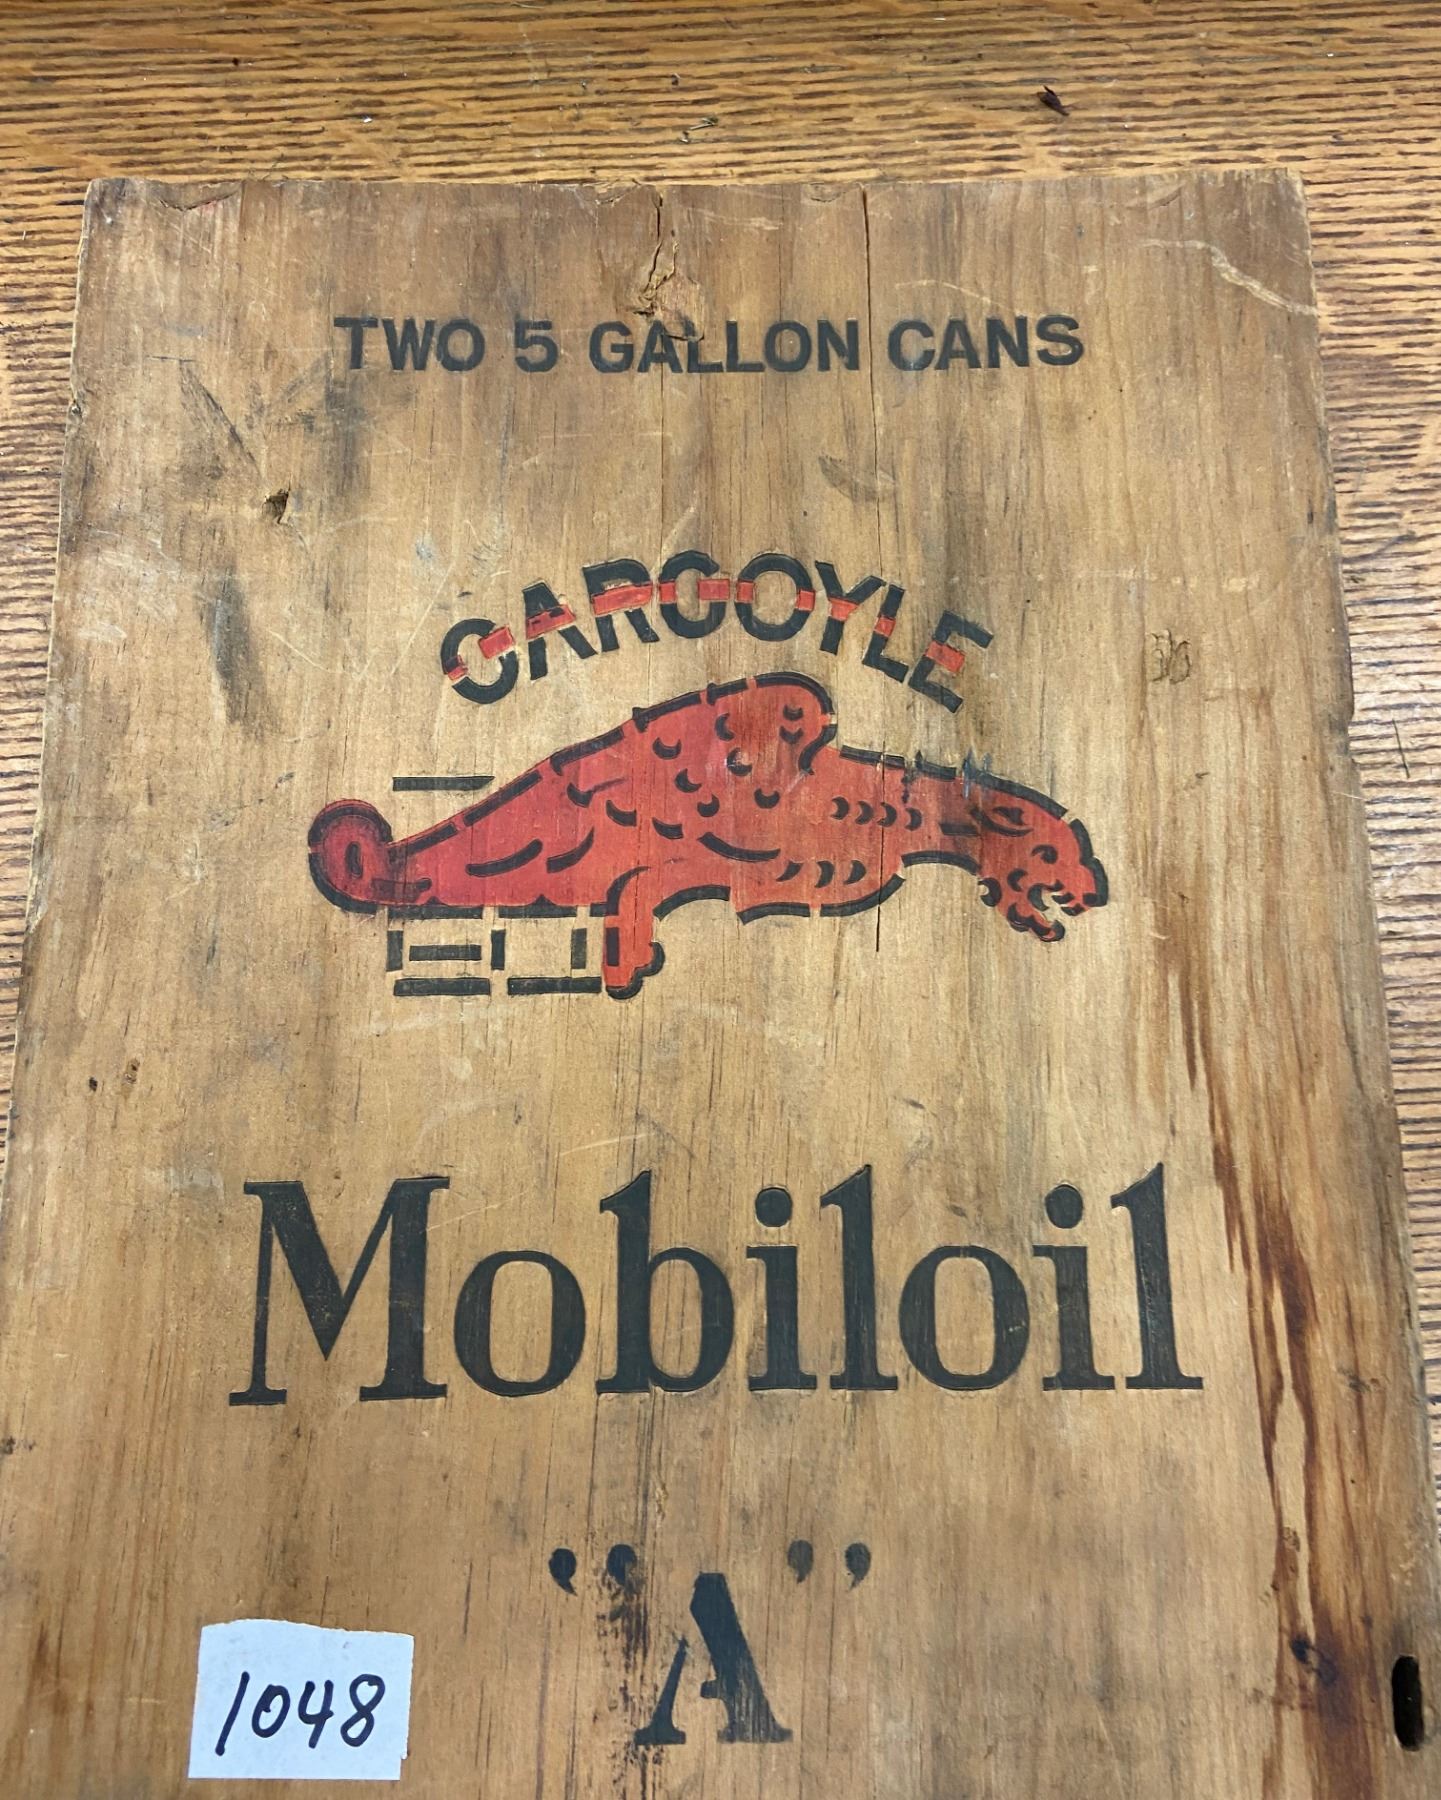 TWO 5 GALLON CANS
GARGOYLE
Mobiloil
"A"
1048